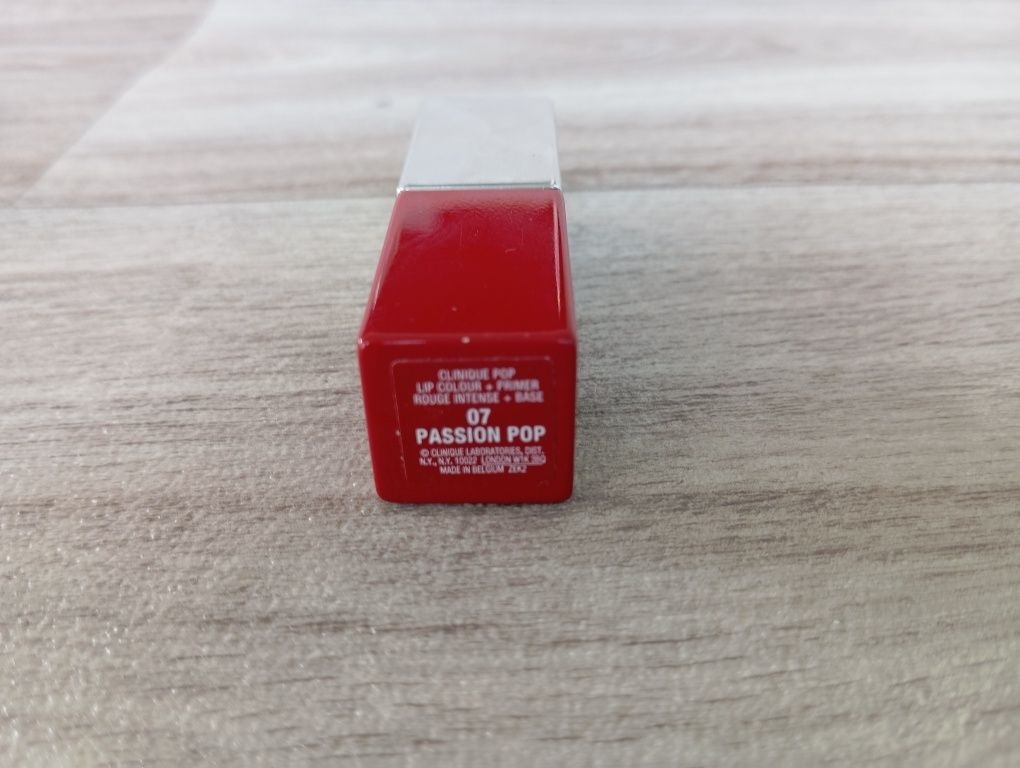 CLINIQUE POP
LIP COLOUR + PRIMER
ROUGE INTENSE + BASE
07
PASSION POP
© CLINIQUE LABORATORIES, DIST.
N.Y., N.Y. 10022 LONDON W1K 3BQ
MADE IN BELGIUM ZEK2